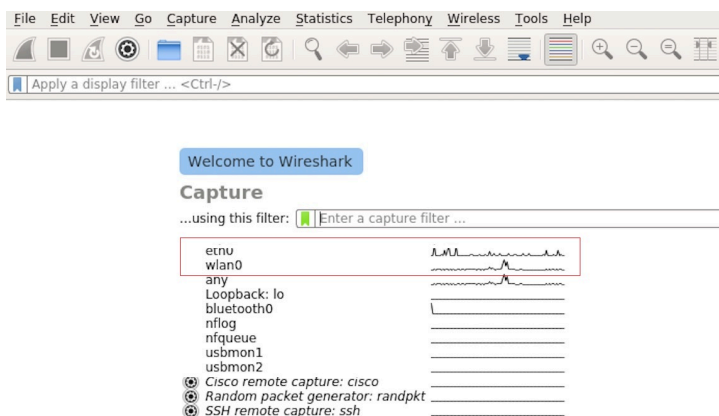 File Edit View Go Capture Analyze Statistics Telephony Wireless Tools Help
Apply a display filter ... <Ctrl-/>
Welcome to Wireshark
Capture
...using this filter: Enter a capture filter ...
eth0
wlan0
any
Loopback: lo
bluetooth0
nflog
nfqueue
usbmon1
usbmon2
Cisco remote capture: cisco
Random packet generator: randpkt
SSH remote capture: ssh